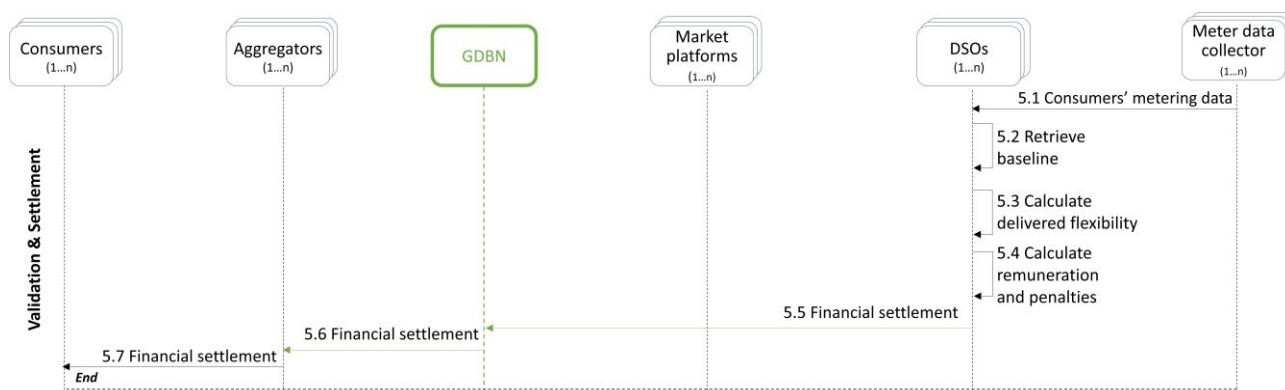 Consumers
(1...n)
Aggregators
(1...n)
GDBN
Market
platforms
(1...n)
DSOs
(1...n)
Meter data
collector
(1...n)
Validation & Settlement
5.1 Consumers’ metering data
5.2 Retrieve
baseline
5.3 Calculate
delivered flexibility
5.4 Calculate
remuneration
and penalties
5.5 Financial settlement
5.6 Financial settlement
5.7 Financial settlement
End